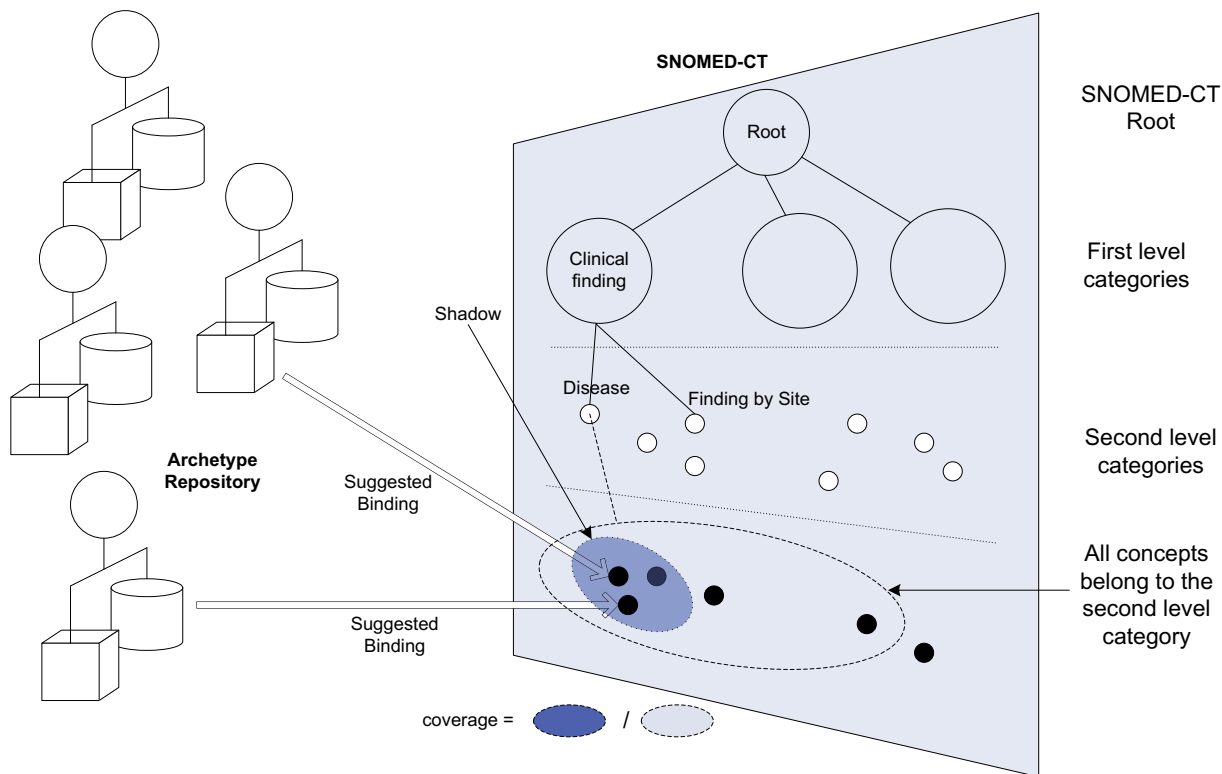 SNOMED-CT
SNOMED-CT
Root
Root
Clinical
finding
First level
categories
Shadow
Disease
Finding by Site
Second level
categories
Archetype
Repository
Suggested
Binding
All concepts
belong to the
second level
category
Suggested
Binding
coverage =
/